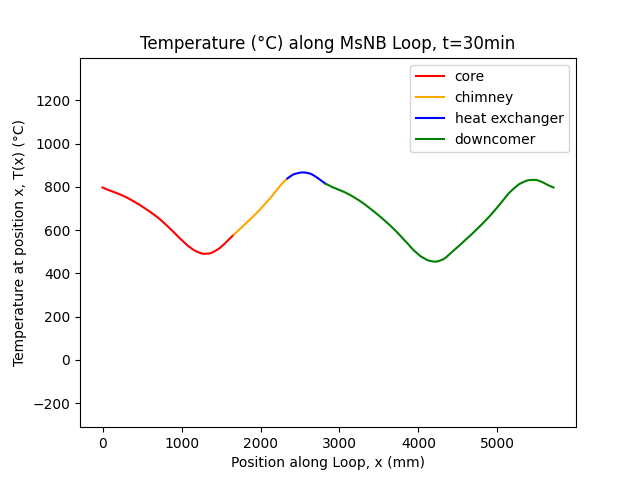 Temperature (°C) along MsNB Loop, t=30min
core
chimney
heat exchanger
downcomer
1200
1000
800
600
400
200
0
−200
Temperature at position x, T(x) (°C)
0
1000
2000
3000
4000
5000
Position along Loop, x (mm)